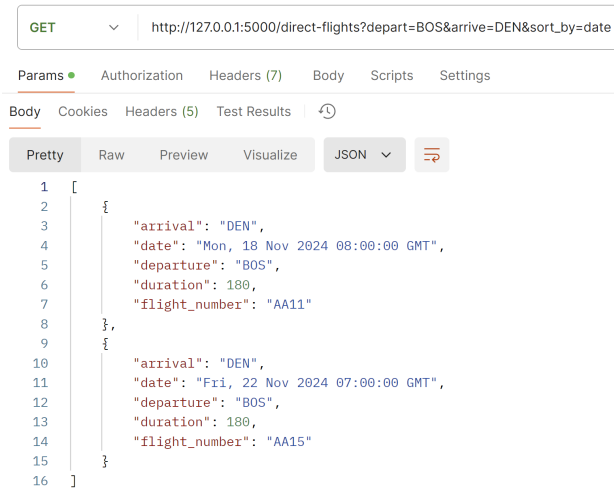 GET http://127.0.0.1:5000/direct-flights?depart=BOS&arrive=DEN&sort_by=date
Params Authorization Headers (7) Body Scripts Settings
Body Cookies Headers (5) Test Results
Pretty Raw Preview Visualize JSON
1 [
2 {
3 "arrival": "DEN",
4 "date": "Mon, 18 Nov 2024 08:00:00 GMT",
5 "departure": "BOS",
6 "duration": 180,
7 "flight_number": "AA11"
8 },
9 {
10 "arrival": "DEN",
11 "date": "Fri, 22 Nov 2024 07:00:00 GMT",
12 "departure": "BOS",
13 "duration": 180,
14 "flight_number": "AA15"
15 }
16 ]